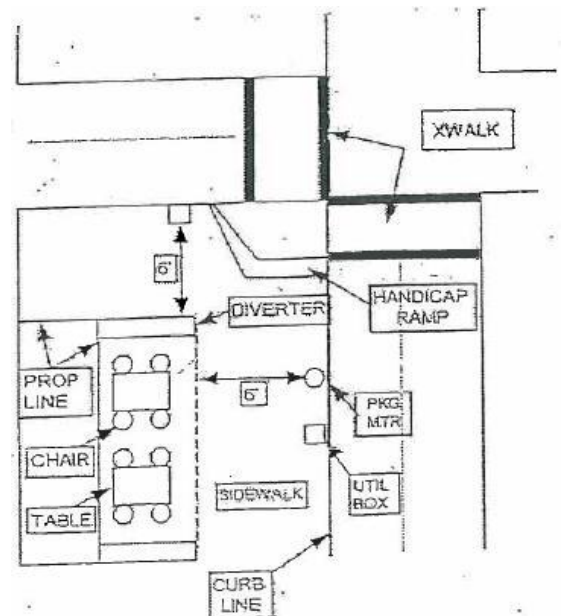 XWALK
6'
DIVERTER
HANDICAP
RAMP
PROP
LINE
6'
PKG
MTR
CHAIR
TABLE
SIDEWALK
UTIL
BOX
CURB
LINE